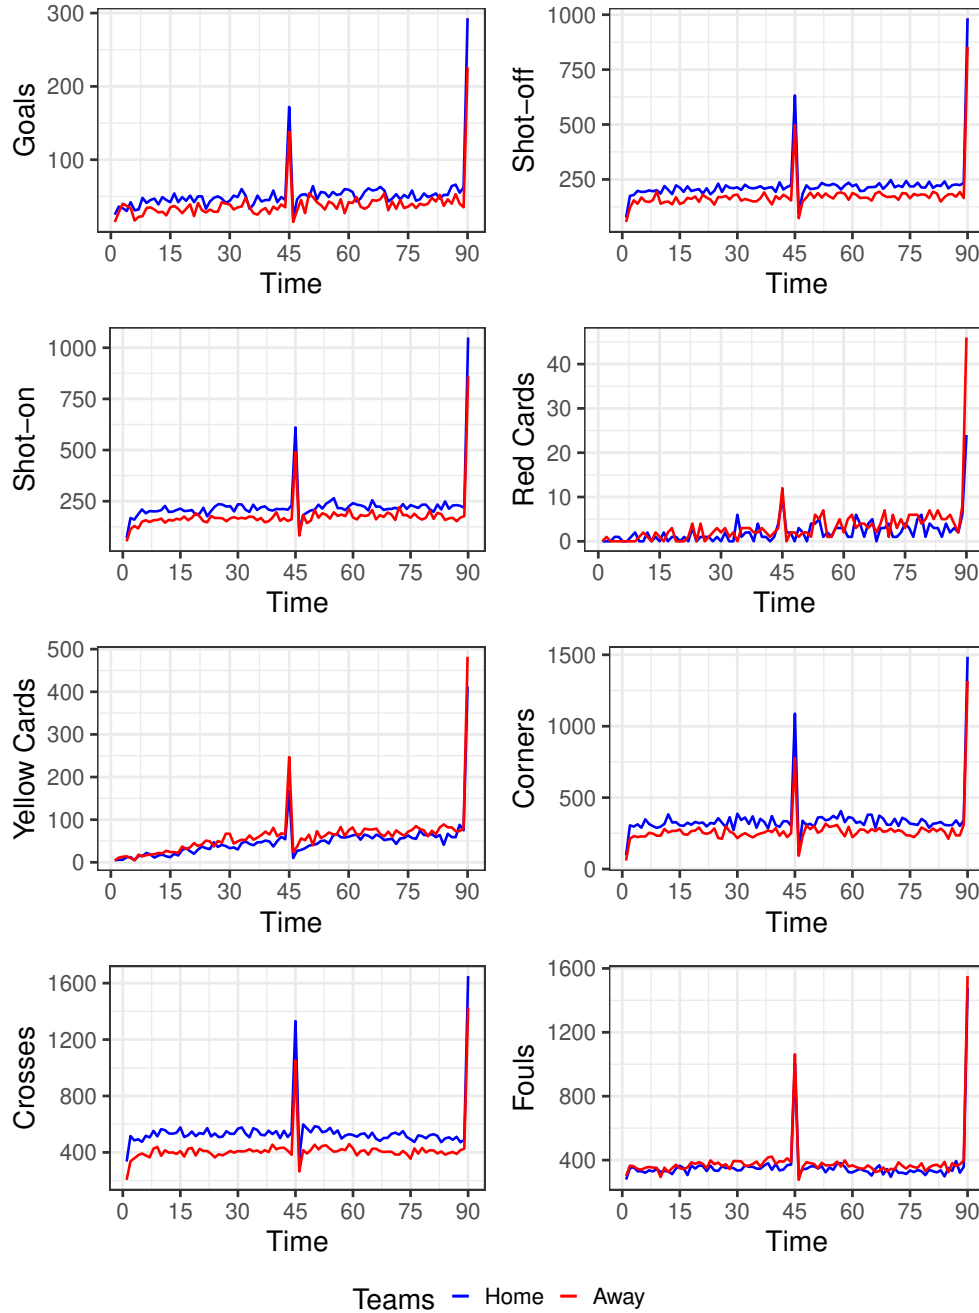 Goals
300
200
100
0 15 30 45 60 75 90
Time
Shot−off
1000
750
500
250
0 15 30 45 60 75 90
Time
Shot−on
1000
750
500
250
0 15 30 45 60 75 90
Time
Red Cards
40
30
20
10
0
0 15 30 45 60 75 90
Time
Yellow Cards
500
400
300
200
100
0
0 15 30 45 60 75 90
Time
Corners
1500
1000
500
0
0 15 30 45 60 75 90
Time
Crosses
1600
1200
800
400
0 15 30 45 60 75 90
Time
Fouls
1600
1200
800
400
0 15 30 45 60 75 90
Time
Teams Home Away